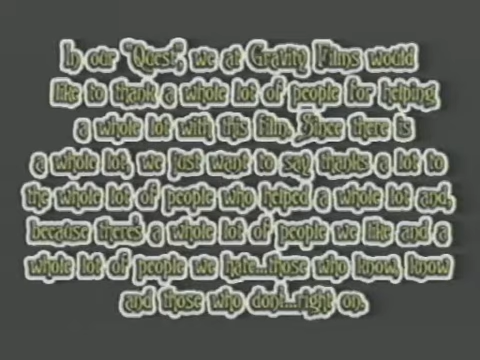 In our "Quest", we at Gravity Films would
like to thank a whole lot of people for helping
a whole lot with this film. Since there is
a whole lot, we just want to say thanks a lot to
the whole lot of people who helped a whole lot and,
because there's a whole lot of people we like and a
whole lot of people we hate...those who know, know
and those who dont...right on.